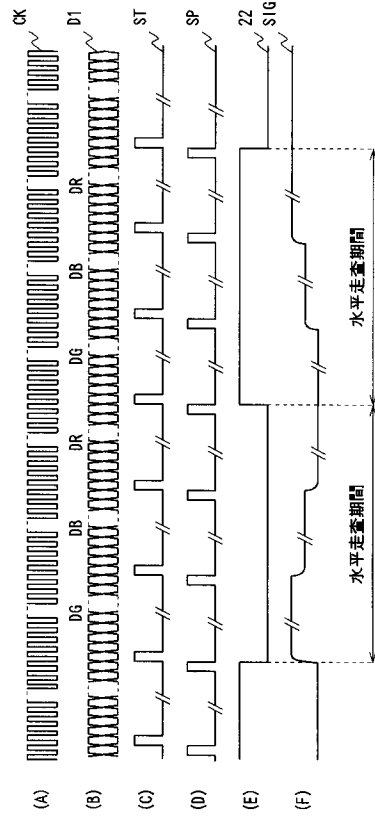 (A) CK
(B) D1
DG DB DR DG DB DR
(C) ST
(D) SP
(E) 22
(F) SIG
水平走査期間 水平走査期間